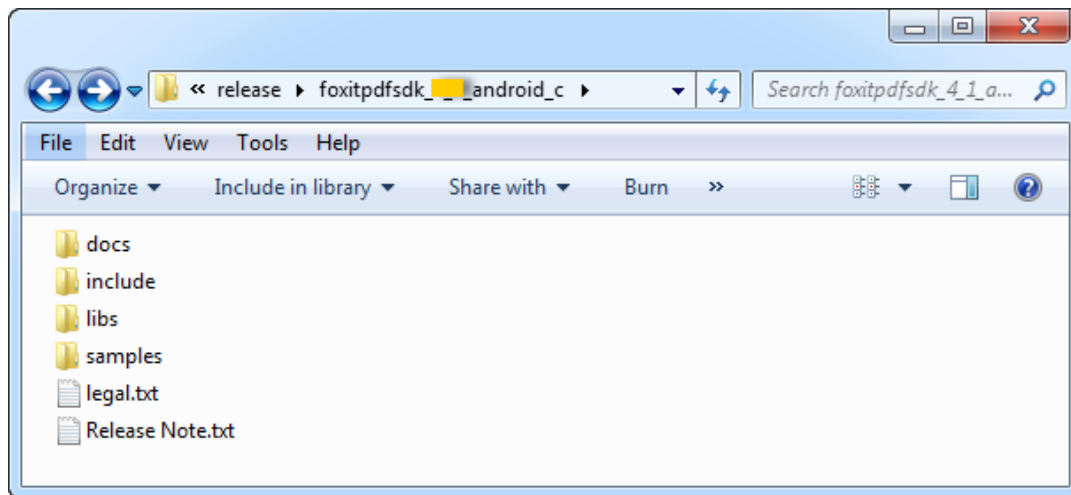 « release ▸ foxitpdfsdk_ _ _android_c ▸ Search foxitpdfsdk_4_1_a...
File Edit View Tools Help
Organize Include in library Share with Burn »
docs
include
libs
samples
legal.txt
Release Note.txt